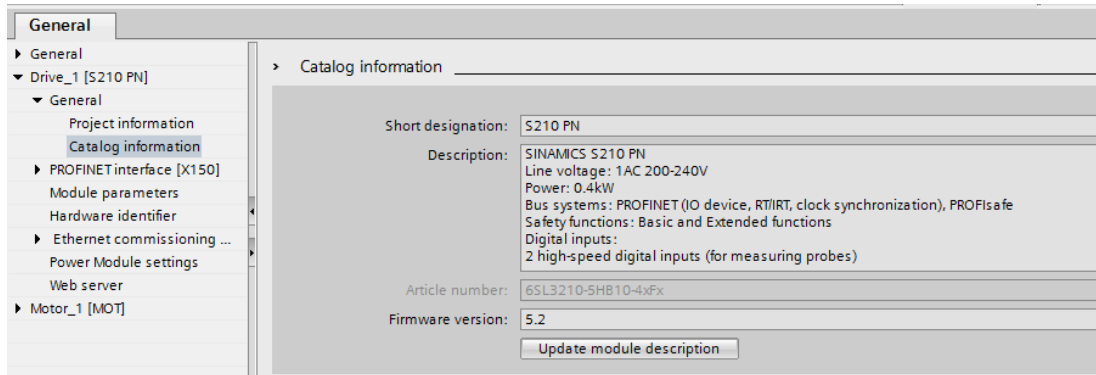 General
General
Drive_1 [S210 PN]
General
Project information
Catalog information
PROFINET interface [X150]
Module parameters
Hardware identifier
Ethernet commissioning ...
Power Module settings
Web server
Motor_1 [MOT]
Catalog information
Short designation: S210 PN
Description: SINAMICS S210 PN
Line voltage: 1AC 200-240V
Power: 0.4kW
Bus systems: PROFINET (IO device, RT/IRT, clock synchronization), PROFIsafe
Safety functions: Basic and Extended functions
Digital inputs:
2 high-speed digital inputs (for measuring probes)
Article number: 6SL3210-5HB10-4xFx
Firmware version: 5.2
Update module description